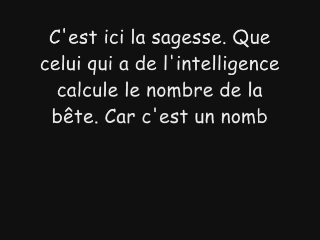 C'est ici la sagesse. Que
celui qui a de l'intelligence
calcule le nombre de la
bête. Car c'est un nomb